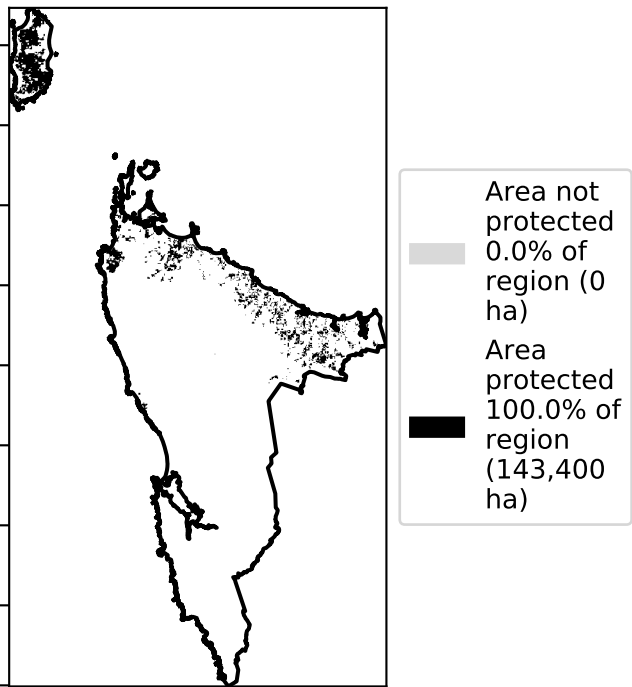 Area not
protected
0.0% of
region (0
ha)
Area
protected
100.0% of
region
(143,400
ha)